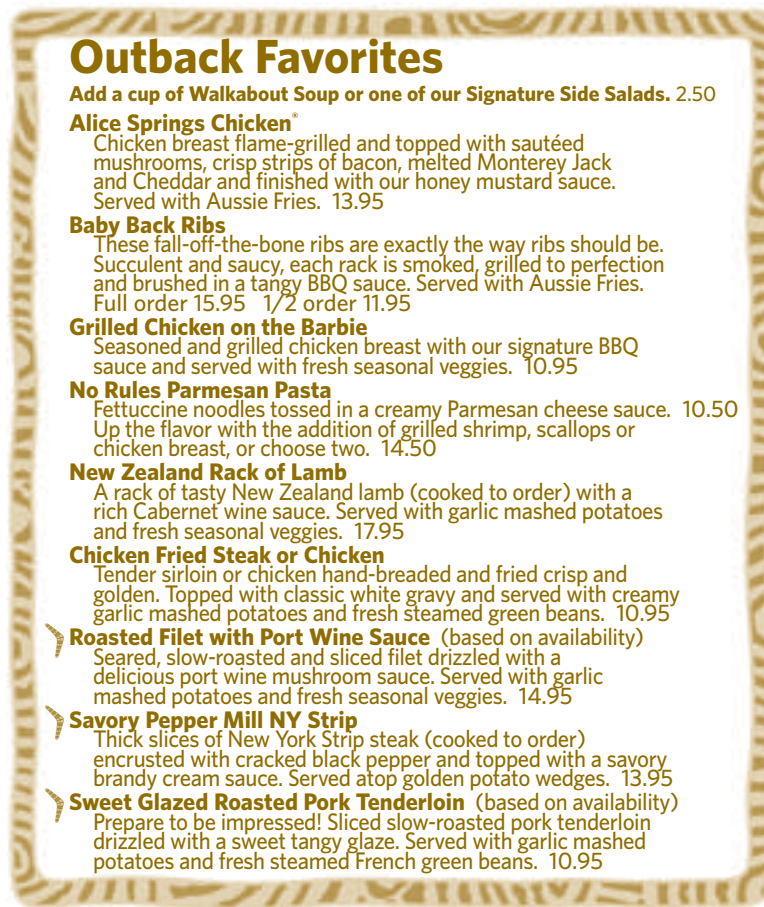 Outback Favorites
Add a cup of Walkabout Soup or one of our Signature Side Salads. 2.50
Alice Springs Chicken®
Chicken breast flame-grilled and topped with sautéed
mushrooms, crisp strips of bacon, melted Monterey Jack
and Cheddar and finished with our honey mustard sauce.
Served with Aussie Fries. 13.95
Baby Back Ribs
These fall-off-the-bone ribs are exactly the way ribs should be.
Succulent and saucy, each rack is smoked, grilled to perfection
and brushed in a tangy BBQ sauce. Served with Aussie Fries.
Full order 15.95 1/2 order 11.95
Grilled Chicken on the Barbie
Seasoned and grilled chicken breast with our signature BBQ
sauce and served with fresh seasonal veggies. 10.95
No Rules Parmesan Pasta
Fettuccine noodles tossed in a creamy Parmesan cheese sauce. 10.50
Up the flavor with the addition of grilled shrimp, scallops or
chicken breast, or choose two. 14.50
New Zealand Rack of Lamb
A rack of tasty New Zealand lamb (cooked to order) with a
rich Cabernet wine sauce. Served with garlic mashed potatoes
and fresh seasonal veggies. 17.95
Chicken Fried Steak or Chicken
Tender sirloin or chicken hand-breaded and fried crisp and
golden. Topped with classic white gravy and served with creamy
garlic mashed potatoes and fresh steamed green beans. 10.95
Roasted Filet with Port Wine Sauce (based on availability)
Seared, slow-roasted and sliced filet drizzled with a
delicious port wine mushroom sauce. Served with garlic
mashed potatoes and fresh seasonal veggies. 14.95
Savory Pepper Mill NY Strip
Thick slices of New York Strip steak (cooked to order)
encrusted with cracked black pepper and topped with a savory
brandy cream sauce. Served atop golden potato wedges. 13.95
Sweet Glazed Roasted Pork Tenderloin (based on availability)
Prepare to be impressed! Sliced slow-roasted pork tenderloin
drizzled with a sweet tangy glaze. Served with garlic mashed
potatoes and fresh steamed French green beans. 10.95